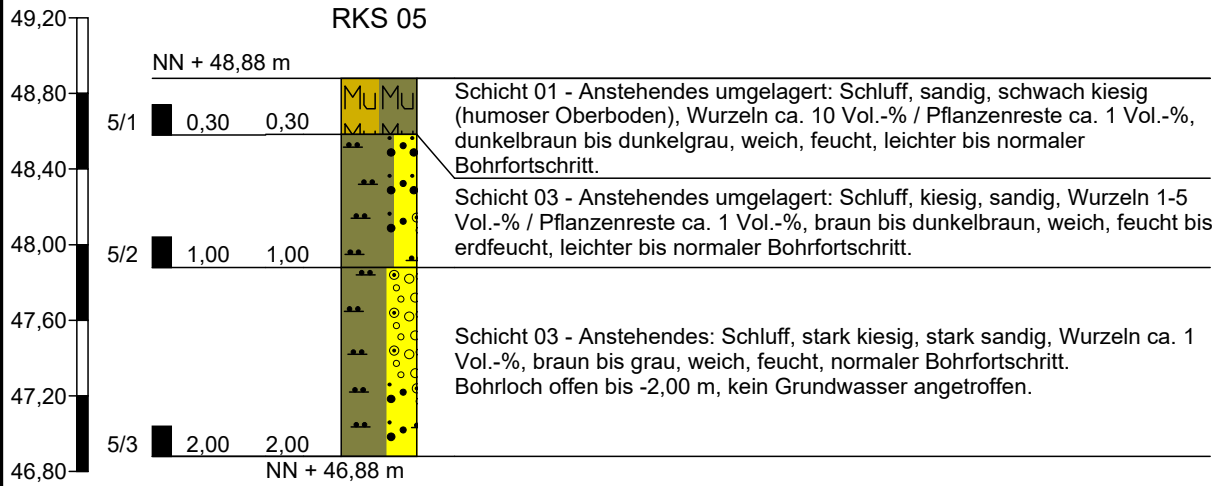 RKS 05
49,20
NN + 48,88 m
48,80
48,40
48,00
47,60
47,20
46,80
Mu Mu
Mu Mu
5/1 0,30 0,30
Schicht 01 - Anstehendes umgelagert: Schluff, sandig, schwach kiesig
(humoser Oberboden), Wurzeln ca. 10 Vol.-% / Pflanzenreste ca. 1 Vol.-%,
dunkelbraun bis dunkelgrau, weich, feucht, leichter bis normaler
Bohrfortschritt.
5/2 1,00 1,00
Schicht 03 - Anstehendes umgelagert: Schluff, kiesig, sandig, Wurzeln 1-5
Vol.-% / Pflanzenreste ca. 1 Vol.-%, braun bis dunkelbraun, weich, feucht bis
erdfeucht, leichter bis normaler Bohrfortschritt.
5/3 2,00 2,00
Schicht 03 - Anstehendes: Schluff, stark kiesig, stark sandig, Wurzeln ca. 1
Vol.-%, braun bis grau, weich, feucht, normaler Bohrfortschritt.
Bohrloch offen bis -2,00 m, kein Grundwasser angetroffen.
NN + 46,88 m